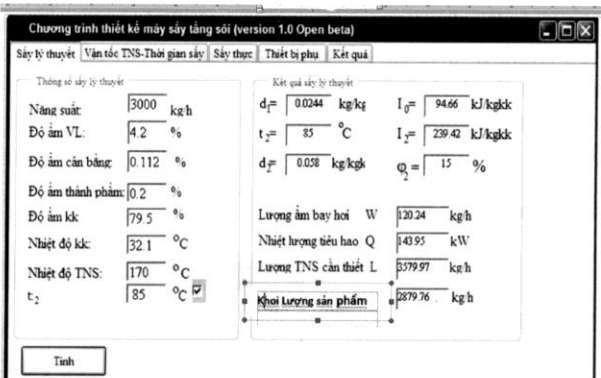 Chương trình thiết kế máy sấy tầng sôi (version 1.0 Open beta)
Sấy lý thuyết Vận tốc TNS-Thời gian sấy Sấy thực Thiết bị phụ Kết quả
Thông số sấy lý thuyết
Năng suất: 3000 kg/h
Độ ẩm VL: 4.2 %
Độ ẩm cân bằng: 0.112 %
Độ ẩm thành phẩm: 0.2 %
Độ ẩm kk: 79.5 %
Nhiệt độ kk: 32.1 °C
Nhiệt độ TNS: 170 °C
t2 85 °C
Kết quả sấy lý thuyết
d1= 0.0244 kg/kg I0= 94.66 kJ/kgkk
t2= 85 °C I2= 239.42 kJ/kgkk
d2= 0.058 kg/kgk φ2= 15 %
Lượng ẩm bay hơi W 120.24 kg/h
Nhiệt lượng tiêu hao Q 143.95 kW
Lượng TNS cần thiết L 3579.97 kg/h
Khoi Lượng sản phẩm 2879.76 kg/h
Tính